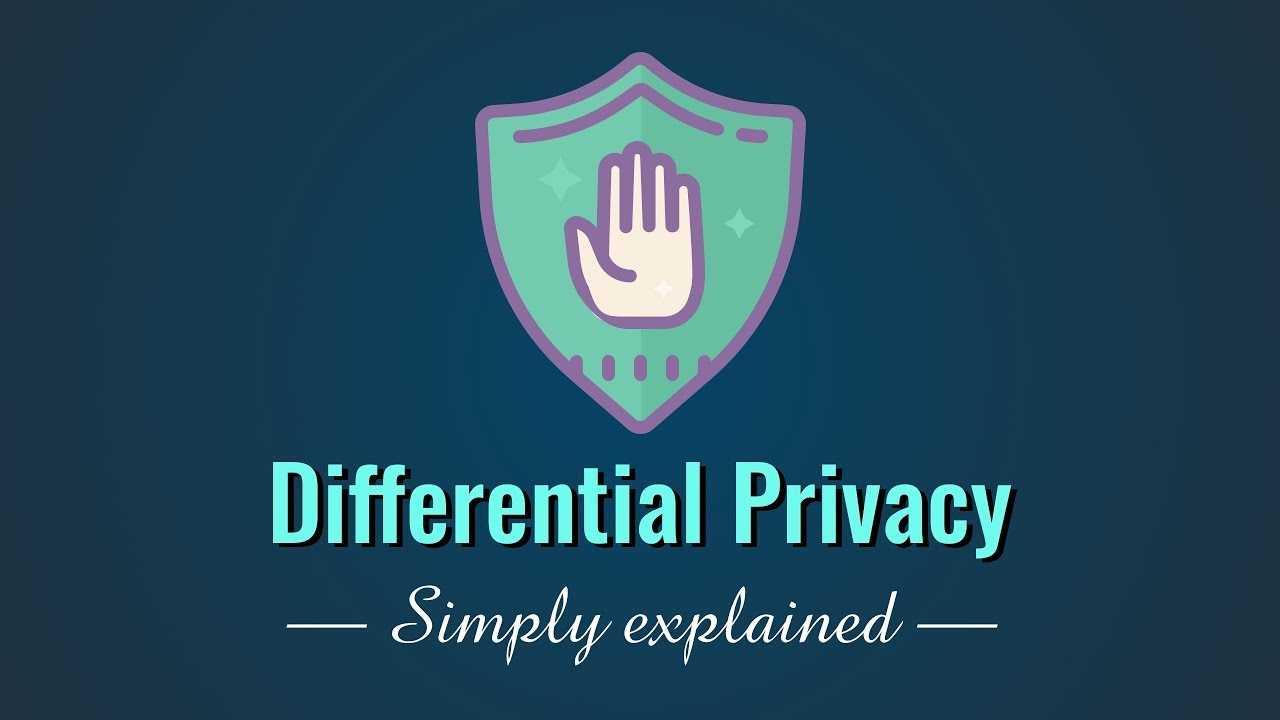 Differential Privacy
— Simply explained —